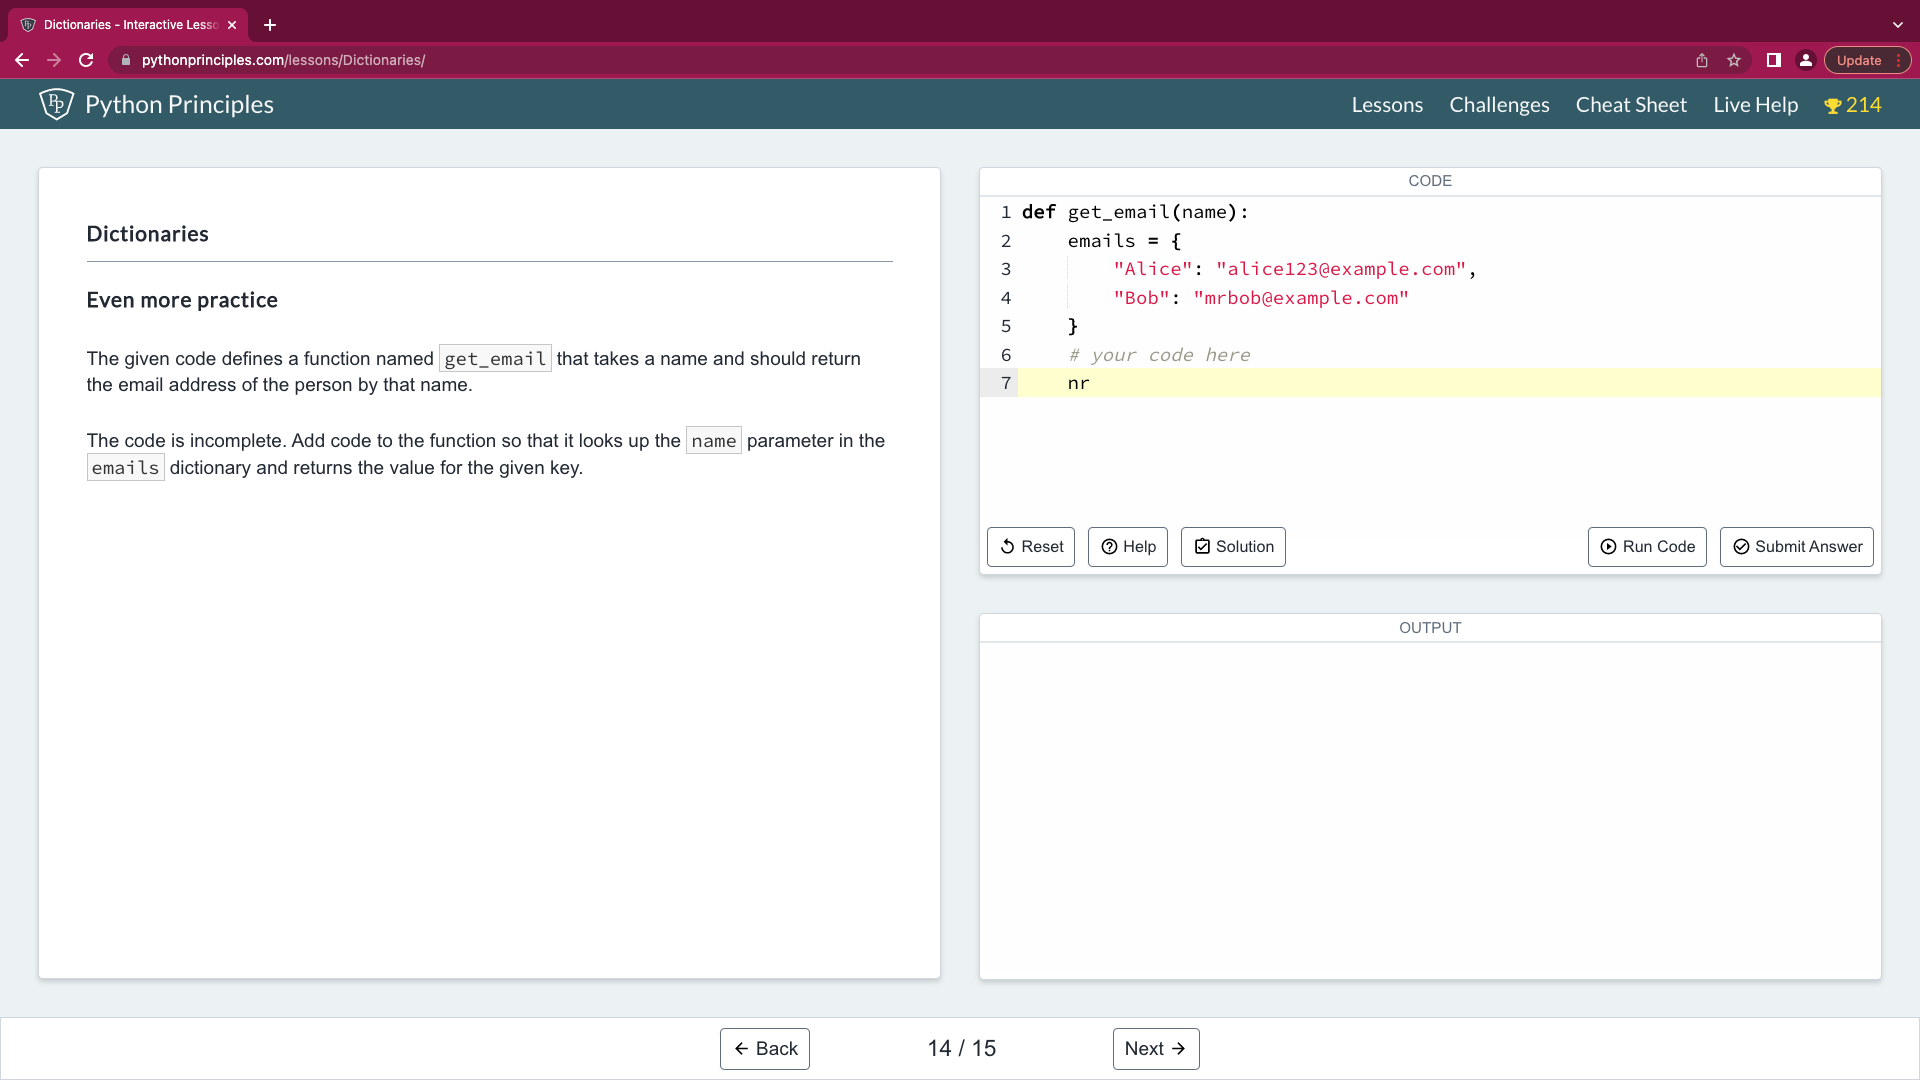 Dictionaries - Interactive Lesso
pythonprinciples.com/lessons/Dictionaries/
Update
Python Principles
Lessons
Challenges
Cheat Sheet
Live Help
214
Dictionaries
Even more practice
The given code defines a function named get_email that takes a name and should return
the email address of the person by that name.
The code is incomplete. Add code to the function so that it looks up the name parameter in the
emails dictionary and returns the value for the given key.
CODE
1 def get_email(name):
2 emails = {
3 "Alice": "alice123@example.com",
4 "Bob": "mrbob@example.com"
5 }
6 # your code here
7 nr
Reset
Help
Solution
Run Code
Submit Answer
OUTPUT
Back
14 / 15
Next